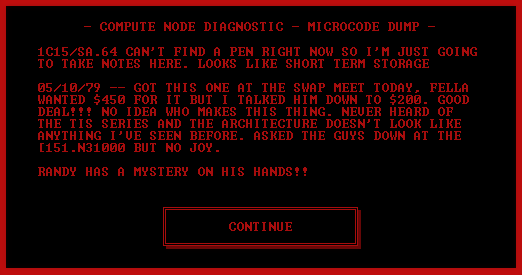 - COMPUTE NODE DIAGNOSTIC - MICROCODE DUMP -
1C15/SA.64 CAN'T FIND A PEN RIGHT NOW SO I'M JUST GOING
TO TAKE NOTES HERE. LOOKS LIKE SHORT TERM STORAGE
05/10/79 -- GOT THIS ONE AT THE SWAP MEET TODAY, FELLA
WANTED $450 FOR IT BUT I TALKED HIM DOWN TO $200. GOOD
DEAL!!! NO IDEA WHO MAKES THIS THING. NEVER HEARD OF
THE TIS SERIES AND THE ARCHITECTURE DOESN'T LOOK LIKE
ANYTHING I'VE SEEN BEFORE. ASKED THE GUYS DOWN AT THE
[151.N31000 BUT NO JOY.
RANDY HAS A MYSTERY ON HIS HANDS!!
CONTINUE